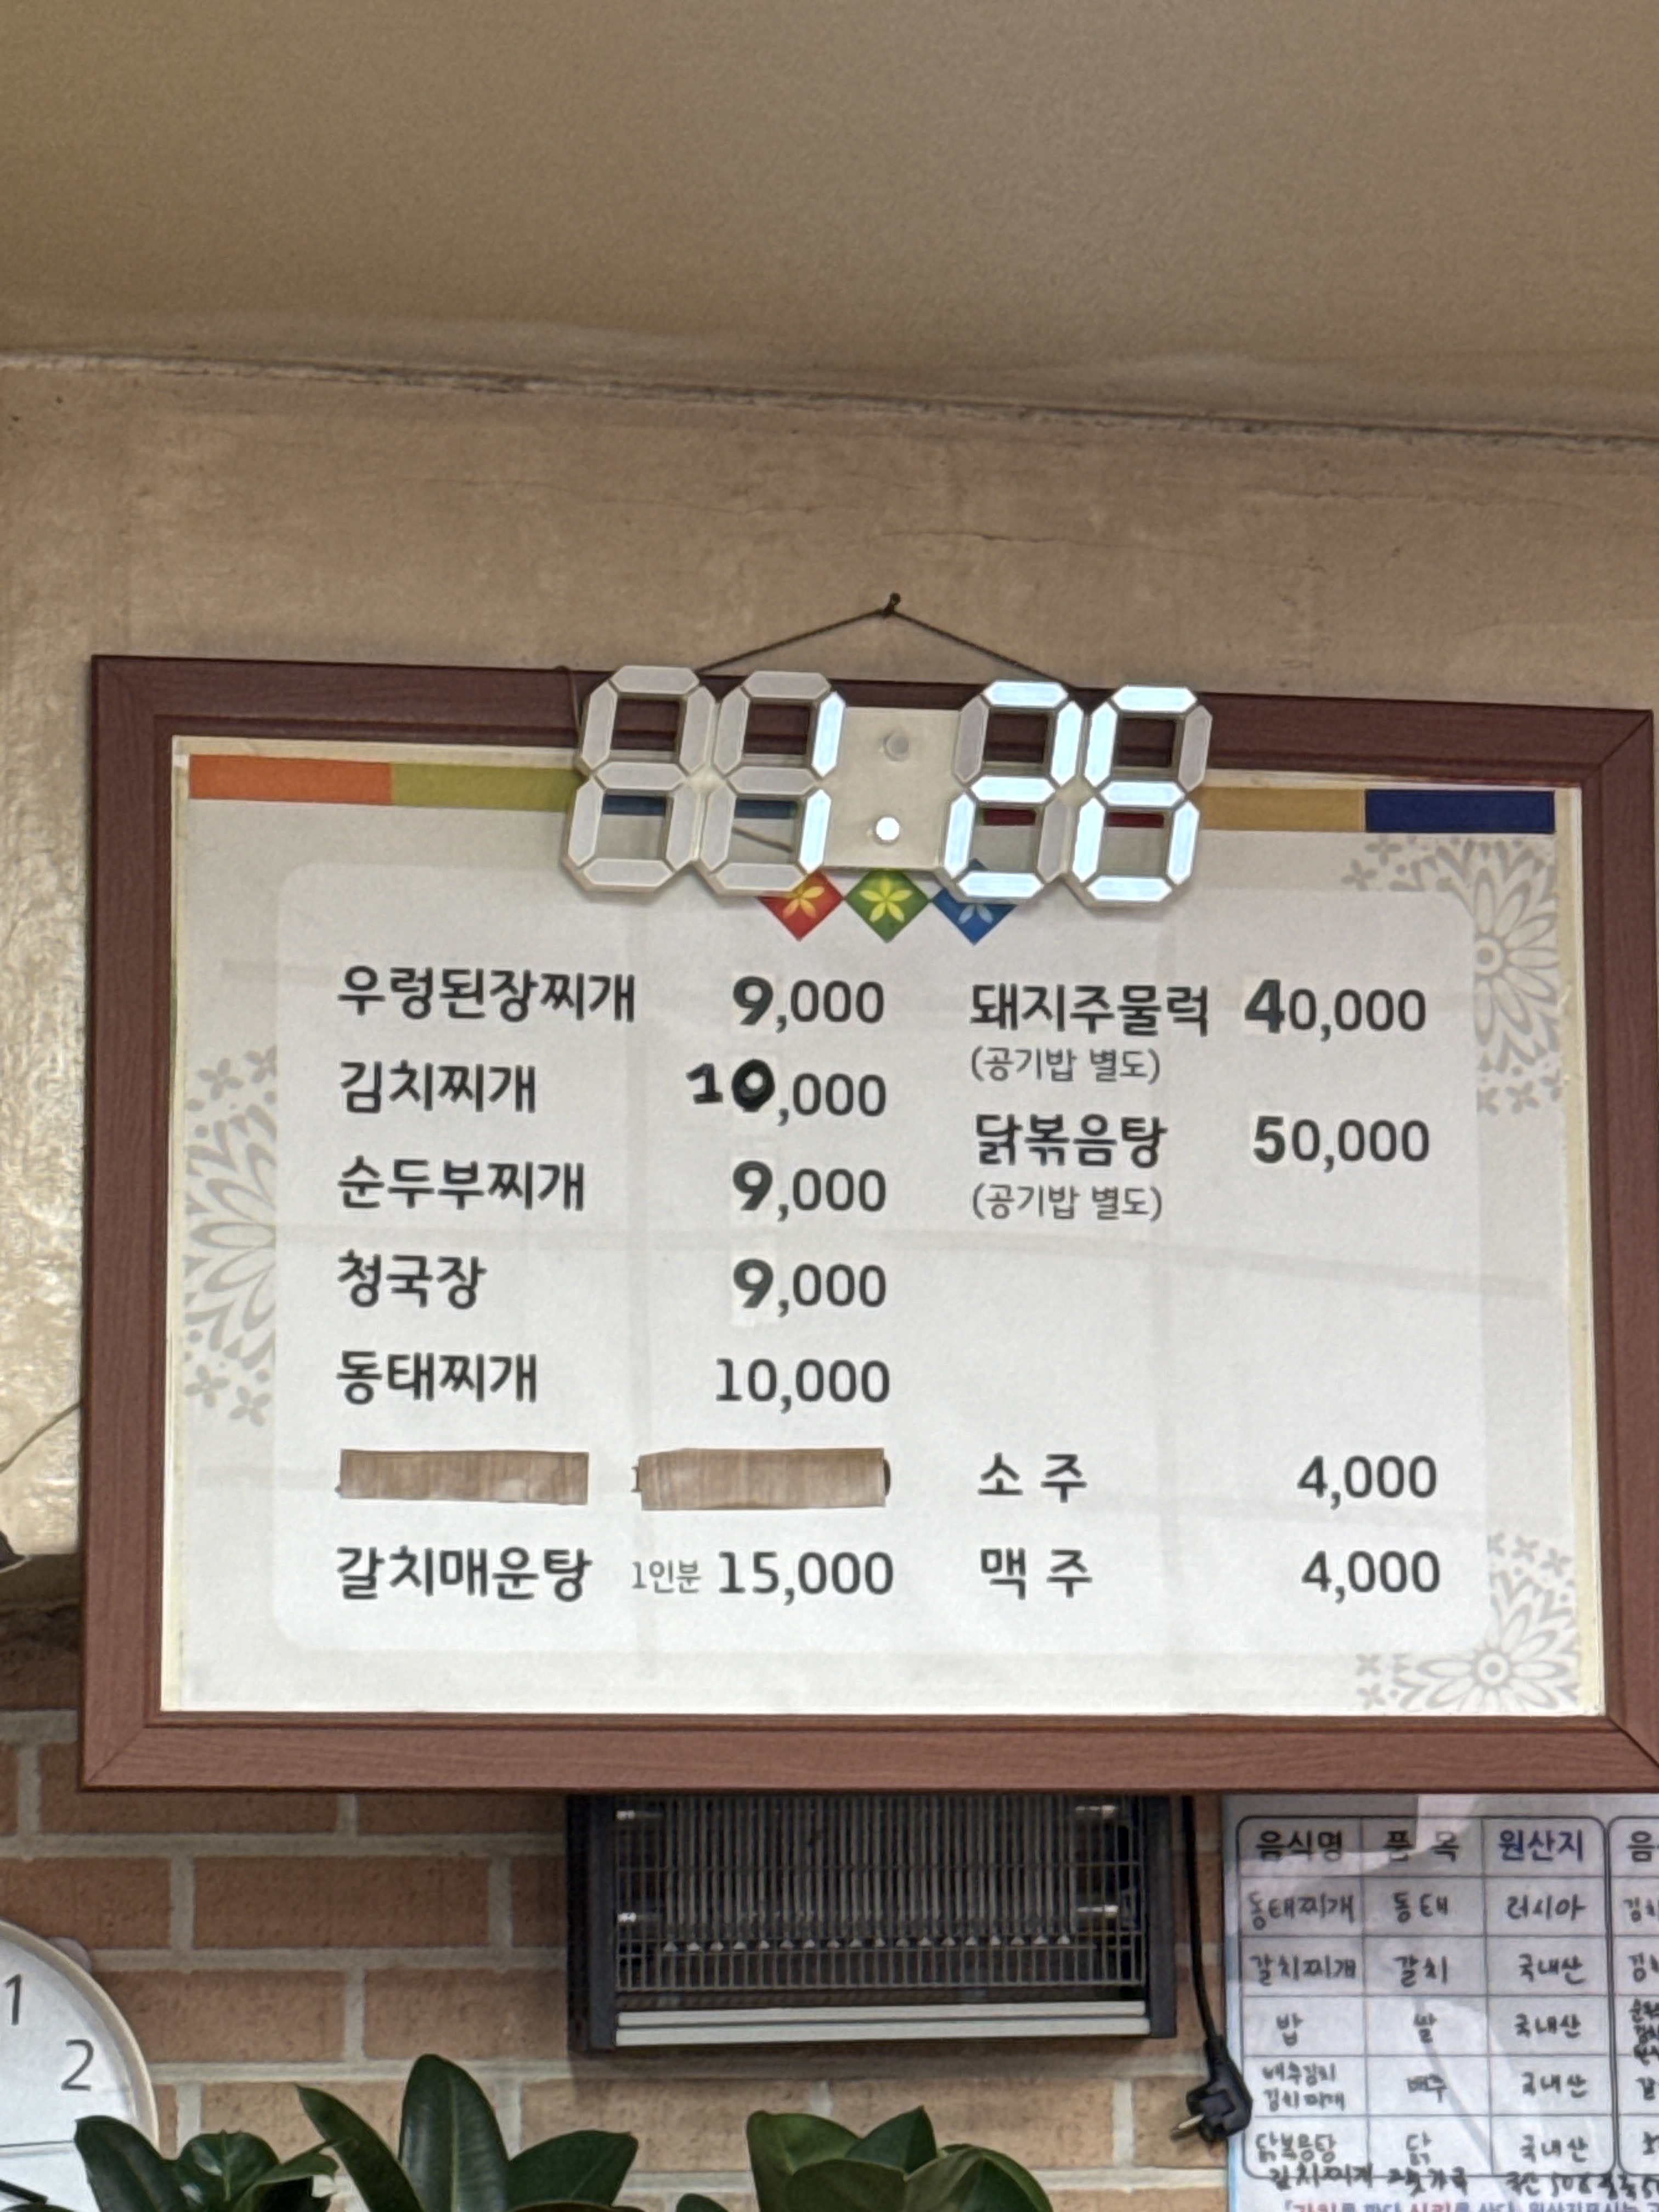 1:26
우렁된장찌개 9,000
김치찌개 10,000
순두부찌개 9,000
청국장 9,000
동태찌개 10,000
갈치매운탕 1인분 15,000
돼지주물럭 40,000
(공기밥 별도)
닭볶음탕 50,000
(공기밥 별도)
소 주 4,000
맥 주 4,000
1
2
음식명 품 목 원산지
동태찌개 동태 러시아
갈치찌개 갈치 국내산
밥 쌀 국내산
배추김치 김치찌개 배추 국내산
닭볶음탕 닭 국내산